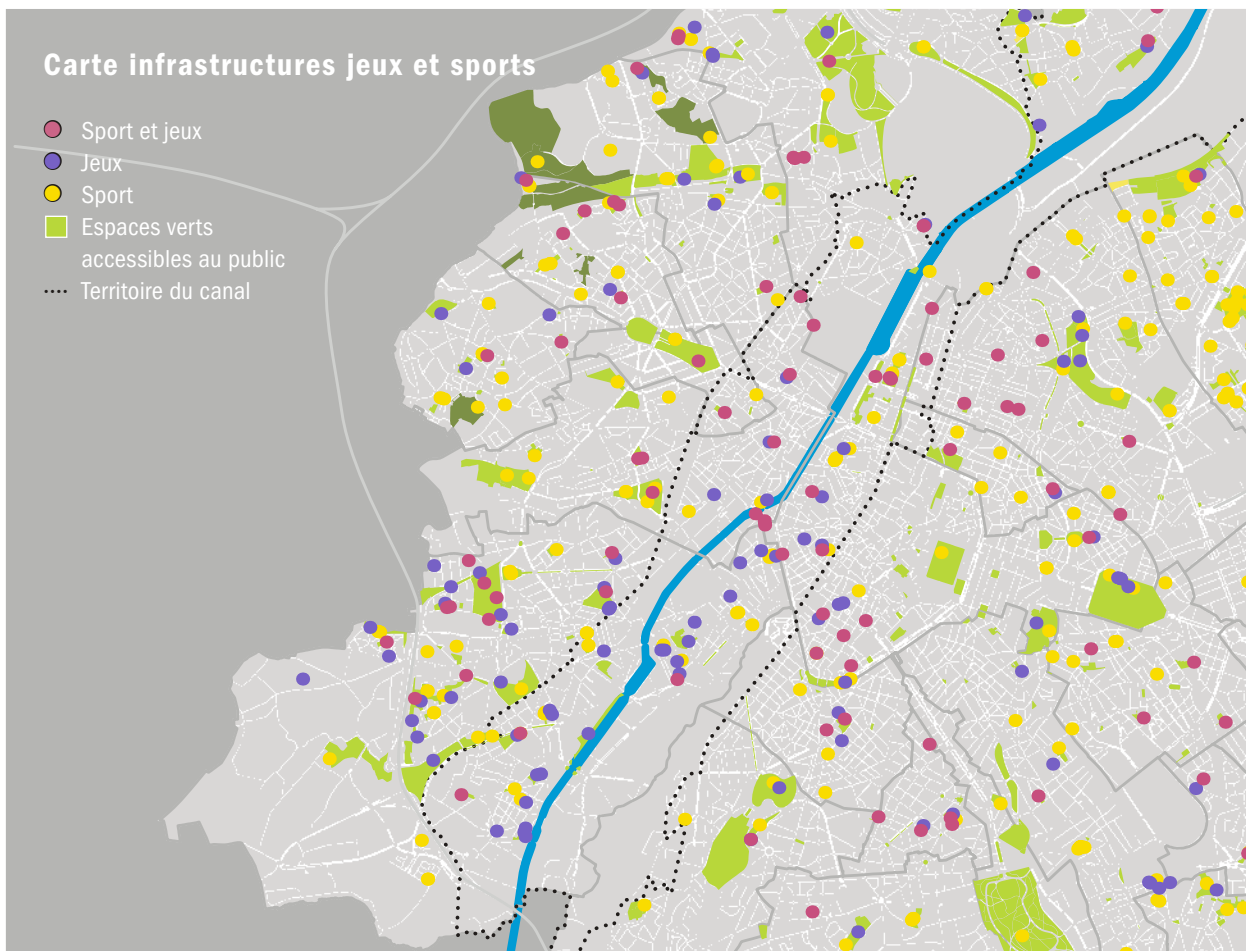 Carte infrastructures jeux et sports
Sport et jeux
Jeux
Sport
Espaces verts
accessibles au public
Territoire du canal